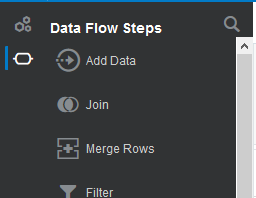 Data Flow Steps
Add Data
Join
Merge Rows
Filter